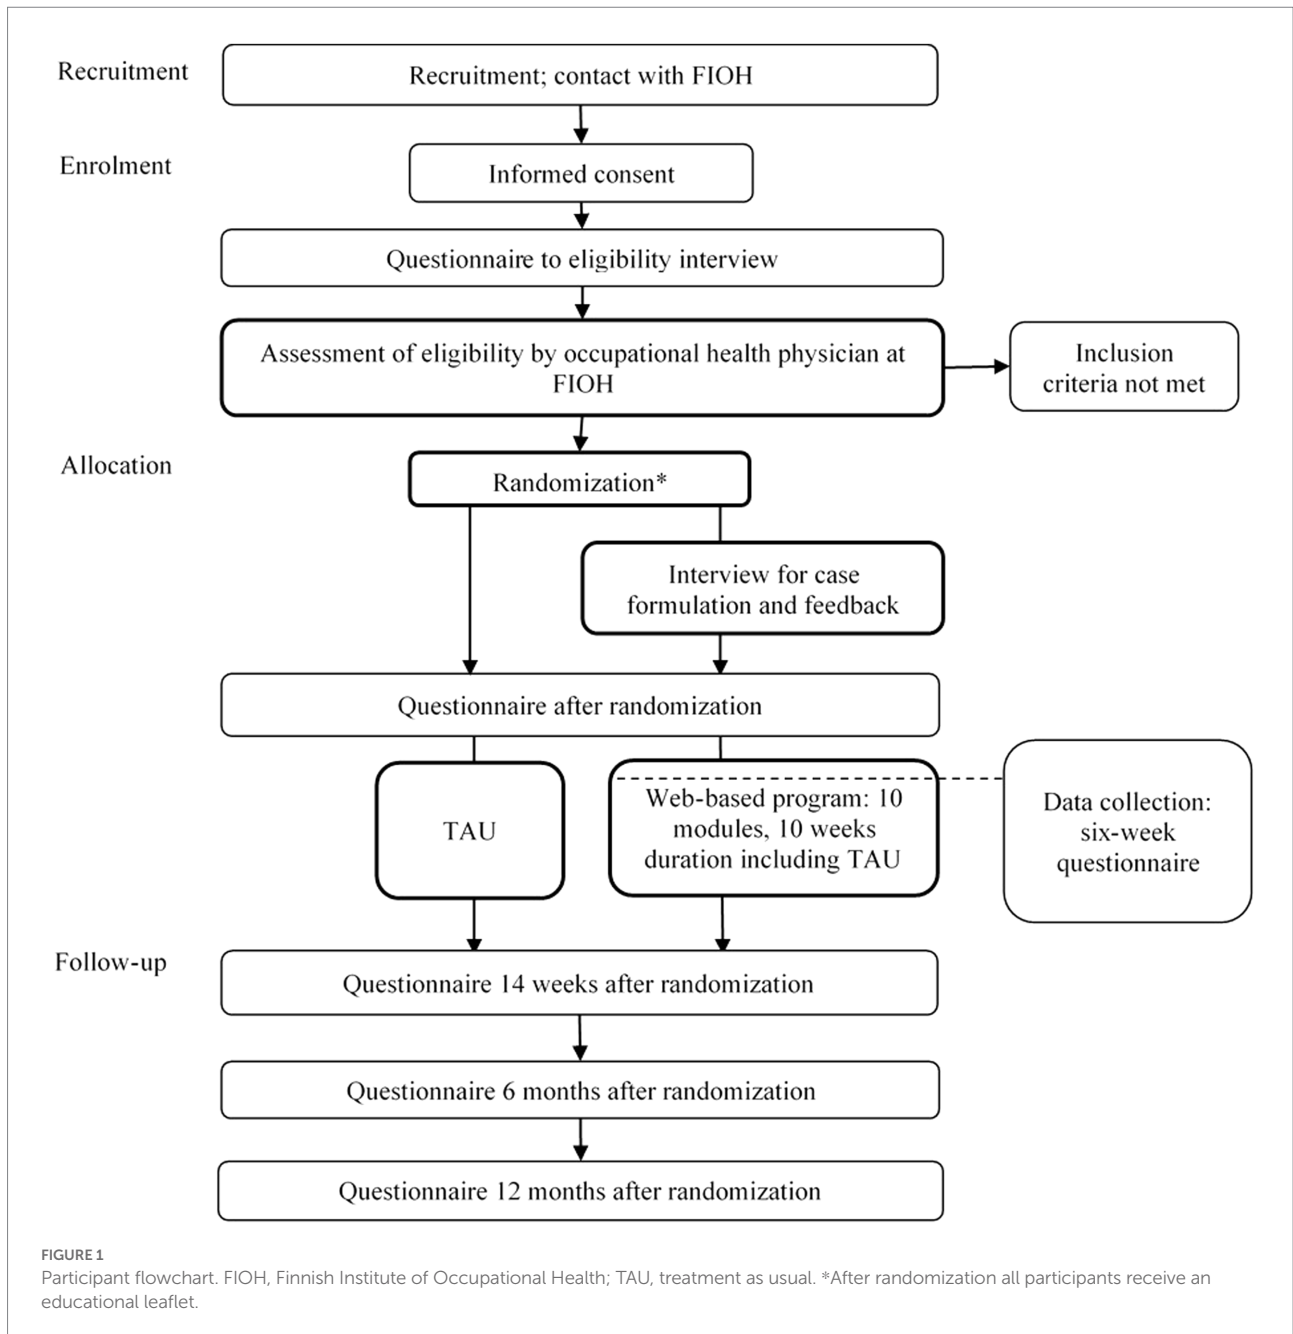 Recruitment
Recruitment; contact with FIOH
Enrolment
Informed consent
Questionnaire to eligibility interview
Assessment of eligibility by occupational health physician at
FIOH
Inclusion
criteria not met
Allocation
Randomization*
Interview for case
formulation and feedback
Questionnaire after randomization
TAU
Web-based program: 10
modules, 10 weeks
duration including TAU
Data collection:
six-week
questionnaire
Follow-up
Questionnaire 14 weeks after randomization
Questionnaire 6 months after randomization
Questionnaire 12 months after randomization
FIGURE 1
Participant flowchart. FIOH, Finnish Institute of Occupational Health; TAU, treatment as usual. *After randomization all participants receive an
educational leaflet.